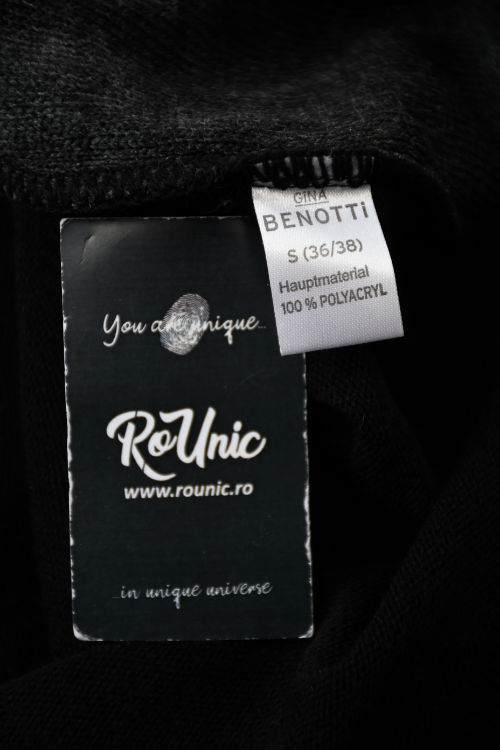 GINA
BENOTTi
S (36/38)
Hauptmaterial
100 % POLYACRYL
You are unique...
RoUnic
www.rounic.ro
...in unique universe